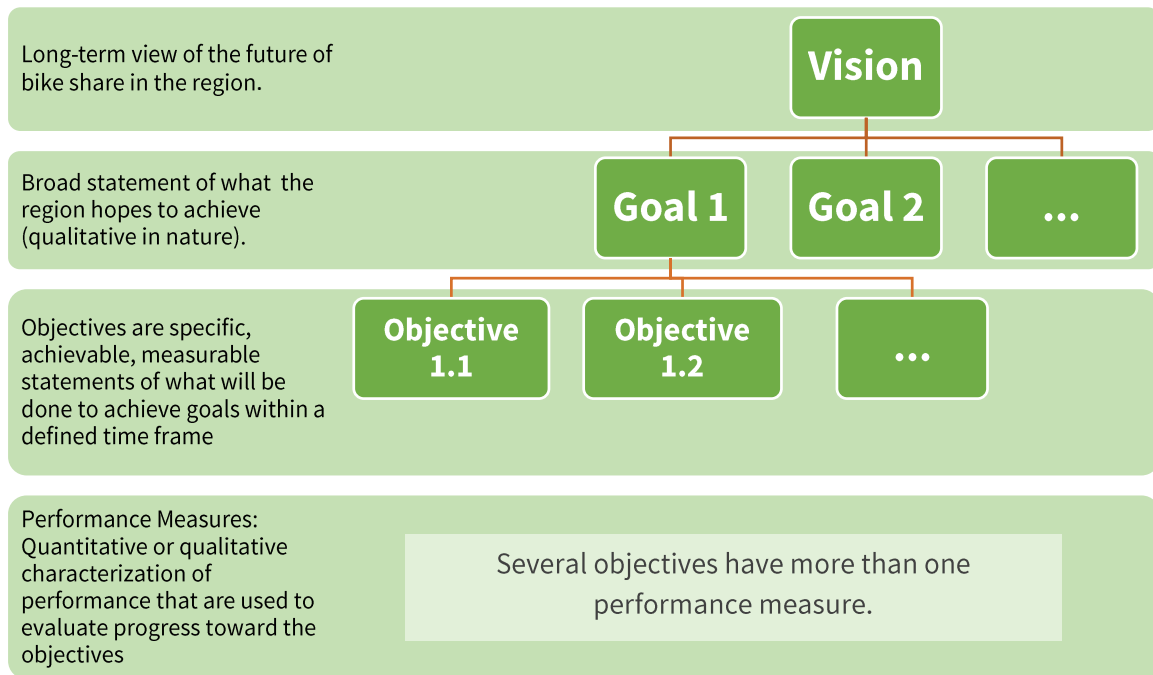 Long-term view of the future of
bike share in the region.
Vision
Broad statement of what  the
region hopes to achieve
(qualitative in nature).
Goal 1
Goal 2
...
Objectives are specific,
achievable, measurable
statements of what will be
done to achieve goals within a
defined time frame
Objective
1.1
Objective
1.2
...
Performance Measures:
Quantitative or qualitative
characterization of
performance that are used to
evaluate progress toward the
objectives
Several objectives have more than one
performance measure.